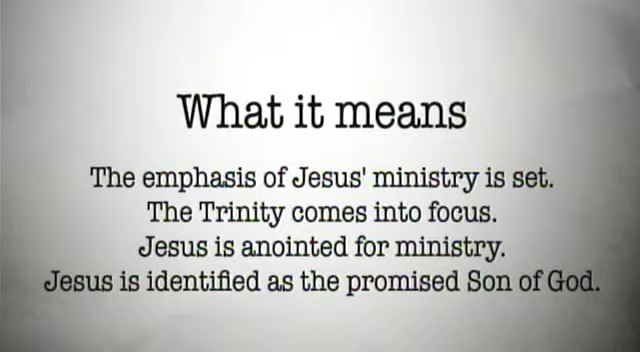 What it means
The emphasis of Jesus' ministry is set.
The Trinity comes into focus.
Jesus is anointed for ministry.
Jesus is identified as the promised Son of God.